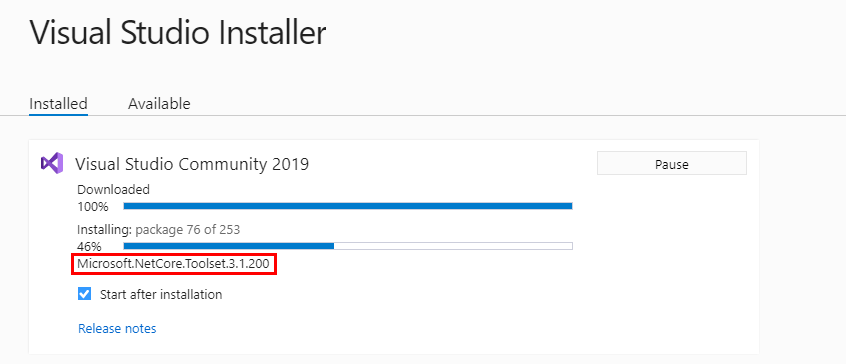 Visual Studio Installer
Installed Available
Visual Studio Community 2019 Pause
Downloaded
100%
Installing: package 76 of 253
46%
Microsoft.NetCore.Toolset.3.1.200
Start after installation
Release notes